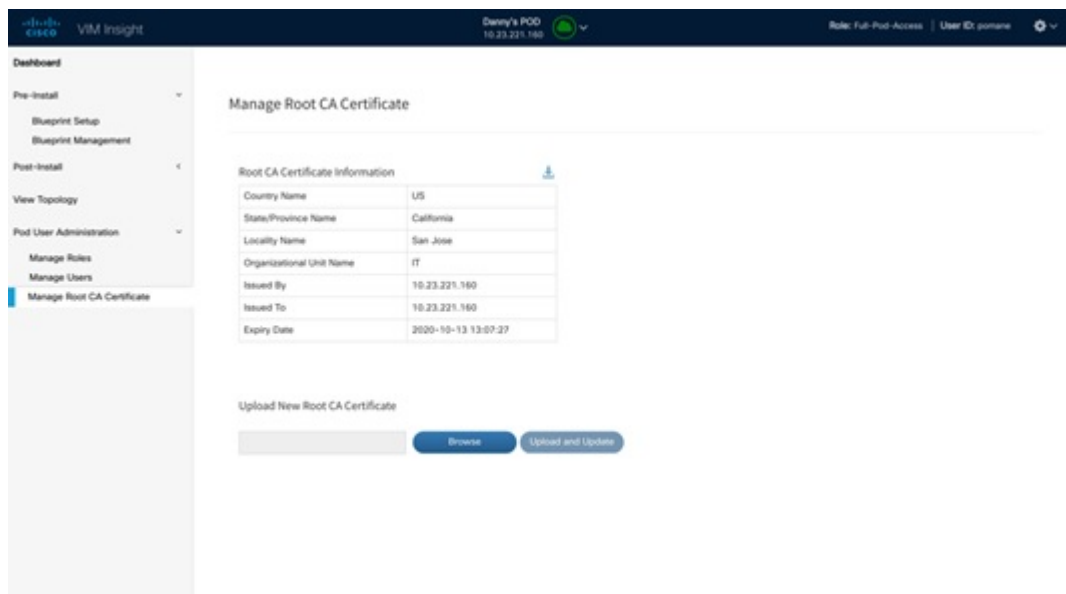 CISCO VIM Insight
Danny's POD
10.23.221.160
Role: Full-Pod-Access | User ID: pomane
Dashboard
Pre-Install
Blueprint Setup
Blueprint Management
Post-Install
View Topology
Pod User Administration
Manage Roles
Manage Users
Manage Root CA Certificate
Manage Root CA Certificate
Root CA Certificate Information
Country Name US
State/Province Name California
Locality Name San Jose
Organizational Unit Name IT
Issued By 10.23.221.160
Issued To 10.23.221.160
Expiry Date 2020-10-13 13:07:27
Upload New Root CA Certificate
Browse Upload and Update